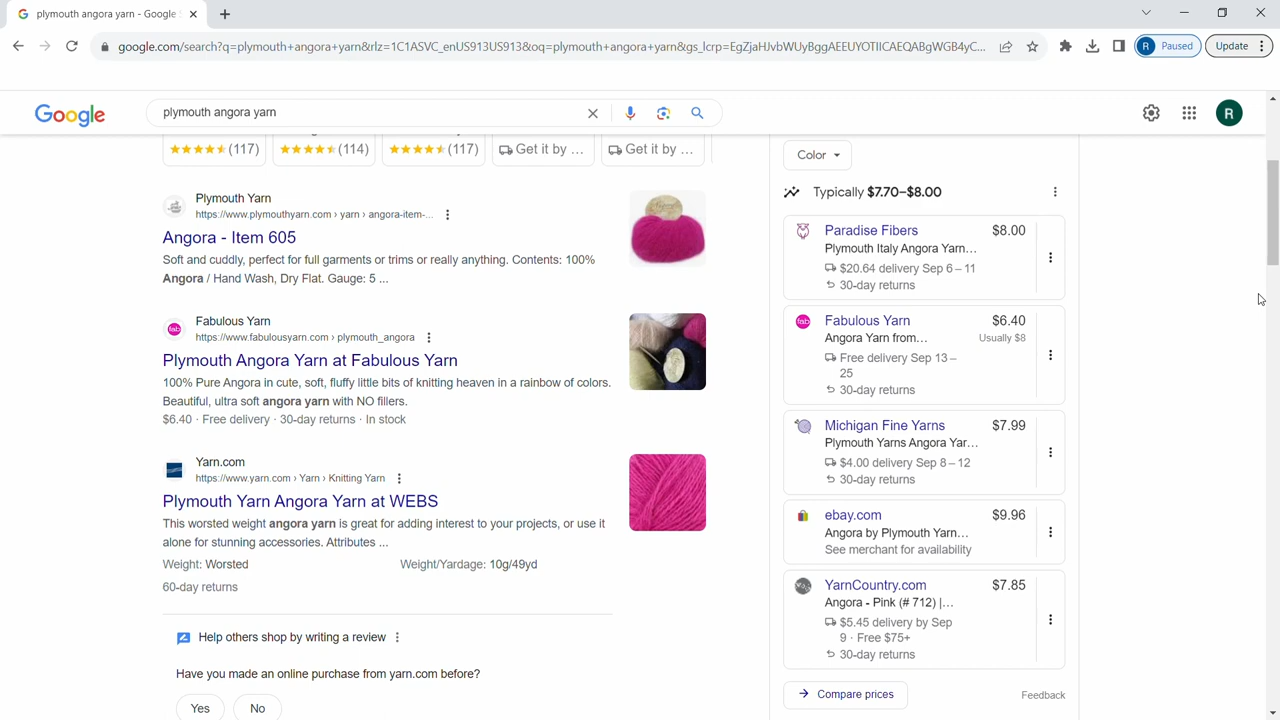 plymouth angora yarn - Google S
google.com/search?q=plymouth+angora+yarn&rlz=1C1ASVC_enUS913US913&oq=plymouth+angora+yarn&gs_lcrp=EgZjaHJvbWUyBggAEEUYOTIICAEQABgWGB4yC...
R Paused
Update
Google
plymouth angora yarn
R
(117)
(114)
(117)
Get it by ...
Get it by ...
Plymouth Yarn
https://www.plymouthyarn.com › yarn › angora-item-...
Angora - Item 605
Soft and cuddly, perfect for full garments or trims or really anything. Contents: 100%
Angora / Hand Wash, Dry Flat. Gauge: 5 ...
fab
Fabulous Yarn
https://www.fabulousyarn.com › plymouth_angora
Plymouth Angora Yarn at Fabulous Yarn
100% Pure Angora in cute, soft, fluffy little bits of knitting heaven in a rainbow of colors.
Beautiful, ultra soft angora yarn with NO fillers.
$6.40 · Free delivery · 30-day returns · In stock
Yarn.com
https://www.yarn.com › Yarn › Knitting Yarn
Plymouth Yarn Angora Yarn at WEBS
This worsted weight angora yarn is great for adding interest to your projects, or use it
alone for stunning accessories. Attributes ...
Weight: Worsted
Weight/Yardage: 10g/49yd
60-day returns
Help others shop by writing a review
Have you made an online purchase from yarn.com before?
Yes
No
Color
Typically $7.70–$8.00
Paradise Fibers
$8.00
Plymouth Italy Angora Yarn...
$20.64 delivery Sep 6 – 11
30-day returns
fab
Fabulous Yarn
$6.40
Angora Yarn from...
Usually $8
Free delivery Sep 13 –
25
30-day returns
Michigan Fine Yarns
$7.99
Plymouth Yarns Angora Yar...
$4.00 delivery Sep 8 – 12
30-day returns
ebay.com
$9.96
Angora by Plymouth Yarn...
See merchant for availability
YarnCountry.com
$7.85
Angora - Pink (# 712) |...
$5.45 delivery by Sep
9 · Free $75+
30-day returns
Compare prices
Feedback